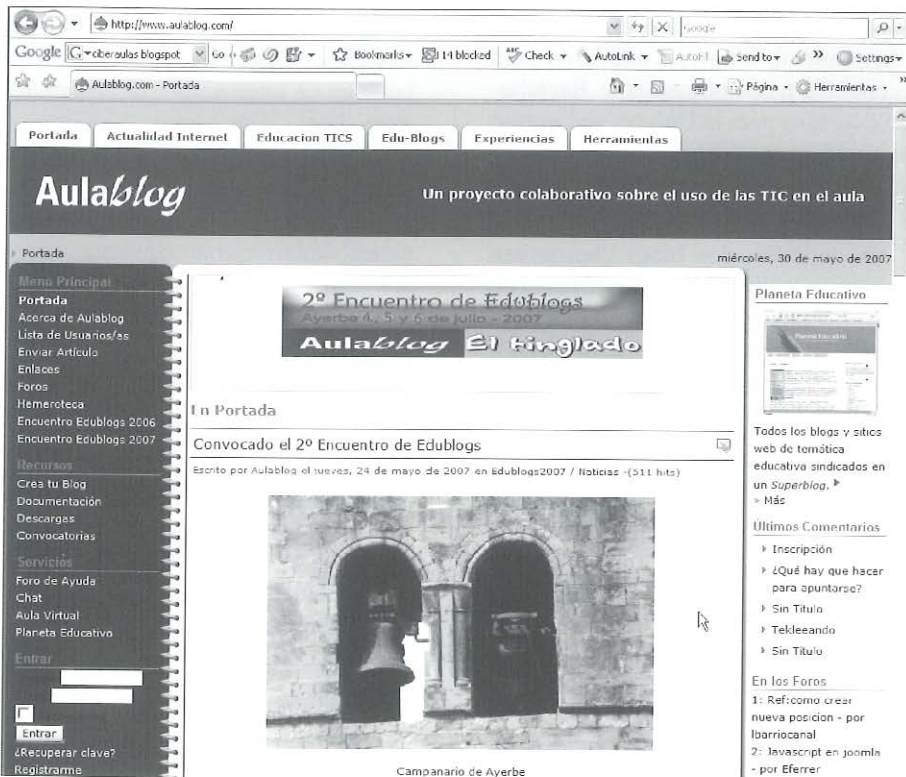 http://www.aulablog.com/
Google
Google
ciberaulas blogspot
Go
Bookmarks
14 blocked
Check
AutoLink
AutoFill
Send to
Settings
Aulablog.com - Portada
Página
Herramientas
Portada
Actualidad Internet
Educacion TICS
Edu-Blogs
Experiencias
Herramientas
Aulablog
Un proyecto colaborativo sobre el uso de las TIC en el aula
Portada
miércoles, 30 de mayo de 2007
Menú Principal
Portada
Acerca de Aulablog
Lista de Usuarios/as
Enviar Artículo
Enlaces
Foros
Hemeroteca
Encuentro Edublogs 2006
Encuentro Edublogs 2007
Recursos
Crea tu Blog
Documentación
Descargas
Convocatorias
Servicios
Foro de Ayuda
Chat
Aula Virtual
Planeta Educativo
Entrar
Entrar
¿Recuperar clave?
Registrarme
2º Encuentro de Edublogs
Ayerbe 4, 5 y 6 de julio - 2007
Aulablog El tinglado
En Portada
Convocado el 2º Encuentro de Edublogs
Escrito por Aulablog el jueves, 24 de mayo de 2007 en Edublogs2007 / Noticias -(511 hits)
Campanario de Ayerbe
Planeta Educativo
Todos los blogs y sitios
web de temática
educativa sindicados en
un Superblog.
> Más
Últimos Comentarios
Inscripción
¿Qué hay que hacer
para apuntarse?
Sin Titulo
Tekleeando
Sin Titulo
En los Foros
1: Ref:como crear
nueva posicion - por
lbarriocanal
2: Javascript en joomla
- por Eferrer